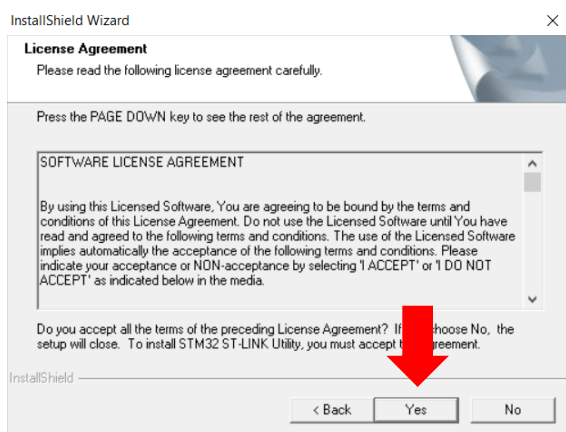 InstallShield Wizard
License Agreement
Please read the following license agreement carefully.
Press the PAGE DOWN key to see the rest of the agreement.
SOFTWARE LICENSE AGREEMENT
By using this Licensed Software, You are agreeing to be bound by the terms and
conditions of this License Agreement. Do not use the Licensed Software until You have
read and agreed to the following terms and conditions. The use of the Licensed Software
implies automatically the acceptance of the following terms and conditions. Please
indicate your acceptance or NON-acceptance by selecting 'I ACCEPT' or 'I DO NOT
ACCEPT' as indicated below in the media.
Do you accept all the terms of the preceding License Agreement? If choose No, the
setup will close. To install STM32 ST-LINK Utility, you must accept
InstallShield
< Back Yes No